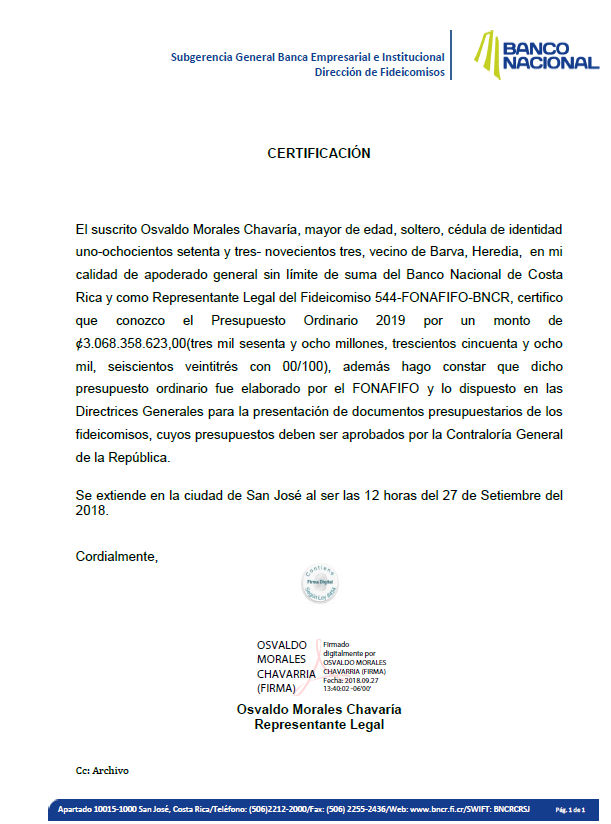 Subgerencia General Banca Empresarial e Institucional
Dirección de Fideicomisos
BANCO
NACIONAL
CERTIFICACIÓN
El suscrito Osvaldo Morales Chavaría, mayor de edad, soltero, cédula de identidad
uno-ochocientos setenta y tres- novecientos tres, vecino de Barva, Heredia, en mi
calidad de apoderado general sin límite de suma del Banco Nacional de Costa
Rica y como Representante Legal del Fideicomiso 544-FONAFIFO-BNCR, certifico
que conozco el Presupuesto Ordinario 2019 por un monto de
¢3.068.358.623,00(tres mil sesenta y ocho millones, trescientos cincuenta y ocho
mil, seiscientos veintitrés con 00/100), además hago constar que dicho
presupuesto ordinario fue elaborado por el FONAFIFO y lo dispuesto en las
Directrices Generales para la presentación de documentos presupuestarios de los
fideicomisos, cuyos presupuestos deben ser aprobados por la Contraloría General
de la República.
Se extiende en la ciudad de San José al ser las 12 horas del 27 de Setiembre del
2018.
Cordialmente,
Contiene
Firma Digital
Según Ley 8454
OSVALDO
MORALES
CHAVARRIA
(FIRMA)
Firmado
digitalmente por
OSVALDO MORALES
CHAVARRIA (FIRMA)
Fecha: 2018.09.27
13:40:02 -06'00'
Osvaldo Morales Chavaría
Representante Legal
Cc: Archivo
Apartado 10015-1000 San José, Costa Rica/Teléfono: (506)2212-2000/Fax: (506) 2255-2436/Web: www.bncr.fi.cr/SWIFT: BNCRCRSJ
Pág. 1 de 1